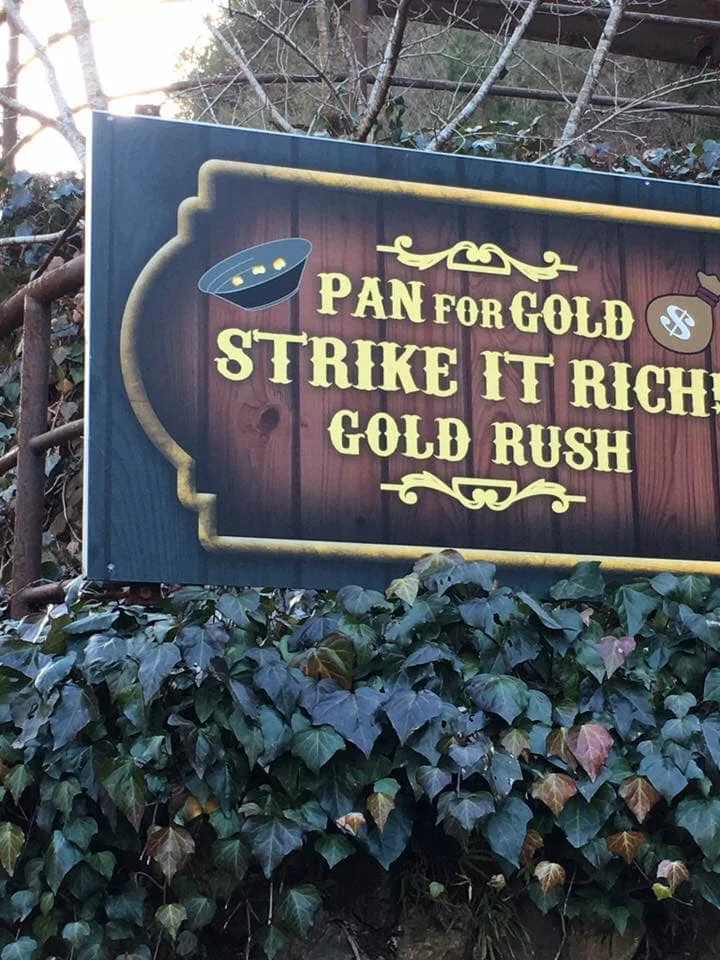 PAN FOR GOLD
$
STRIKE IT RICH!
GOLD RUSH